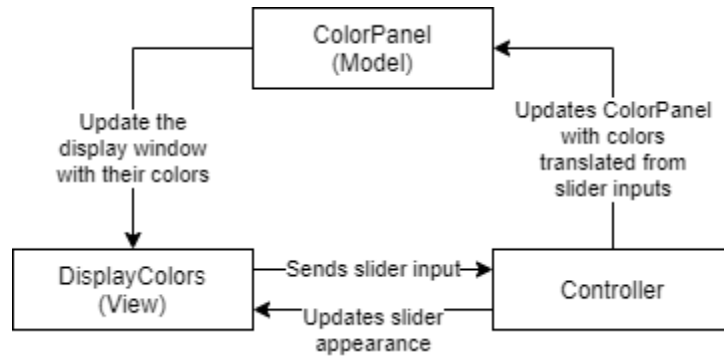 ColorPanel
(Model)
Update the
display window
with their colors
Updates ColorPanel
with colors
translated from
slider inputs
DisplayColors
(View)
Sends slider input
Controller
Updates slider
appearance